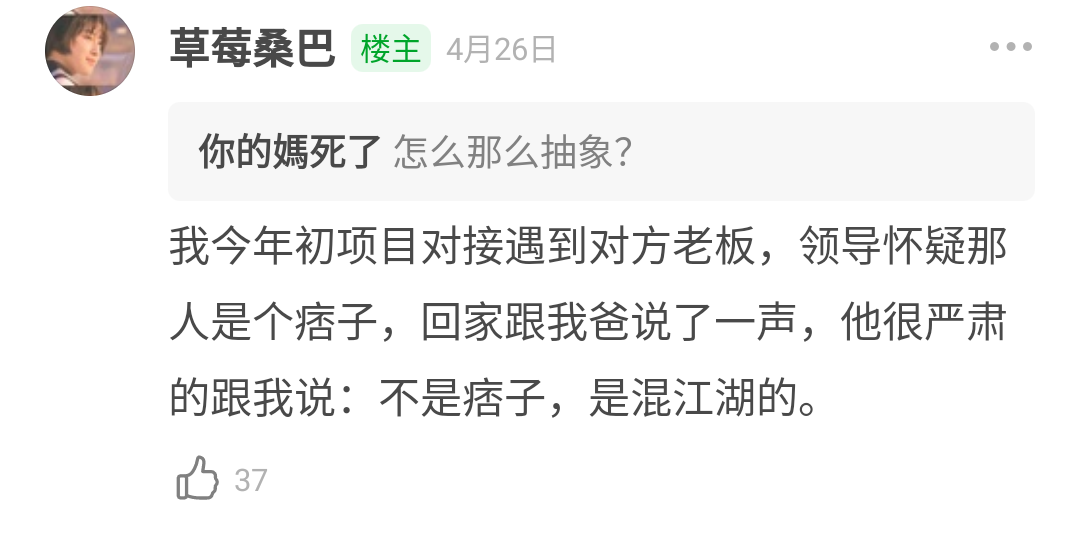 草莓桑巴 楼主 4月26日
你的媽死了 怎么那么抽象?
我今年初项目对接遇到对方老板，领导怀疑那
人是个痞子，回家跟我爸说了一声，他很严肃
的跟我说：不是痞子，是混江湖的。
37